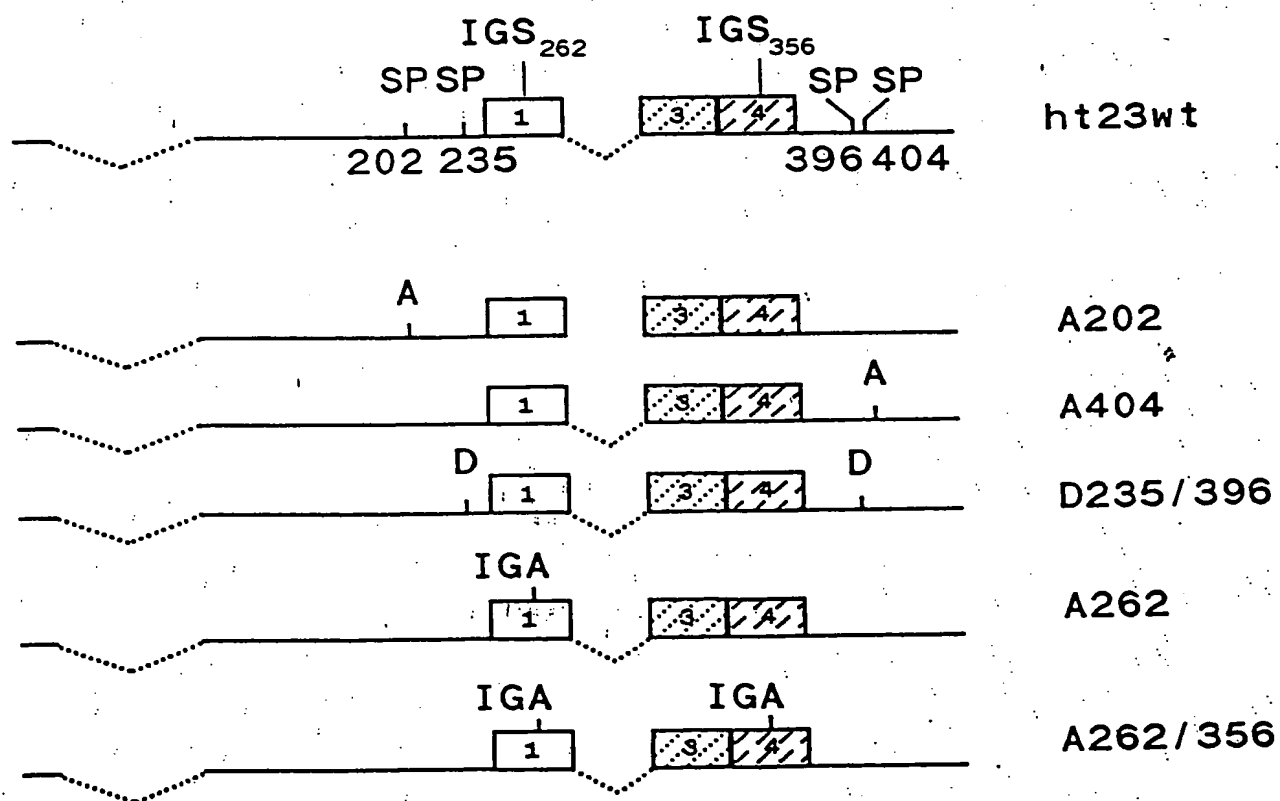 IGS262 IGS356
SP SP SP SP
1 3 4 ht23wt
202 235 396 404
A
1 3 4 A202
A
1 3 4 A404
D D
1 3 4 D235/396
IGA
1 3 4 A262
IGA IGA
1 3 4 A262/356